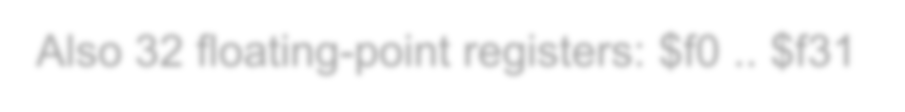 Also 32 floating-point registers: $f0 .. $f31